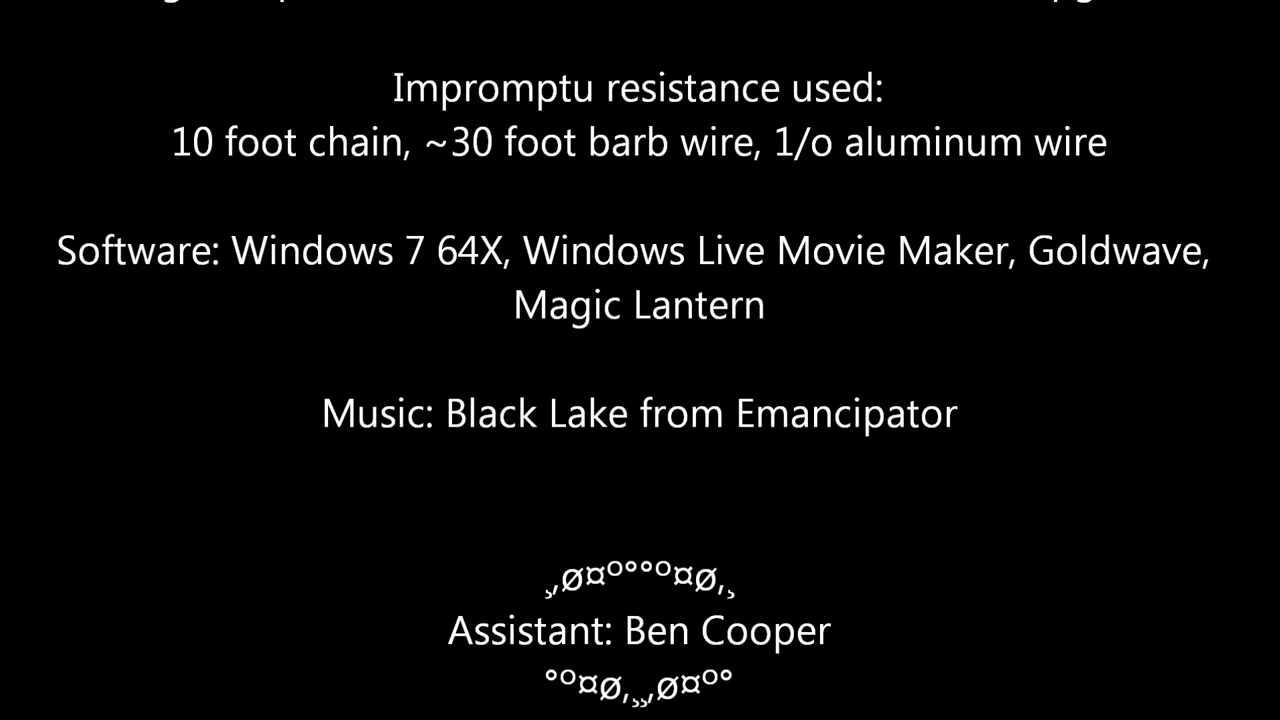 Impromptu resistance used:
10 foot chain, ~30 foot barb wire, 1/o aluminum wire
Software: Windows 7 64X, Windows Live Movie Maker, Goldwave,
Magic Lantern
Music: Black Lake from Emancipator
¸,ø¤º°°º¤ø,¸
Assistant: Ben Cooper
°º¤ø,¸¸,ø¤º°